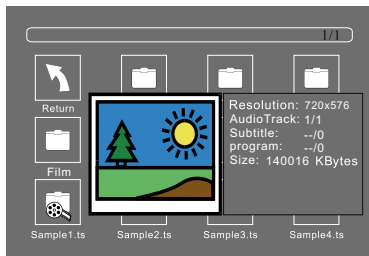 1/1
Return
Resolution: 720x576
AudioTrack: 1/1
Subtitle: --/0
program: --/0
Size: 140016 KBytes
Film
Sample1.ts
Sample2.ts
Sample3.ts
Sample4.ts